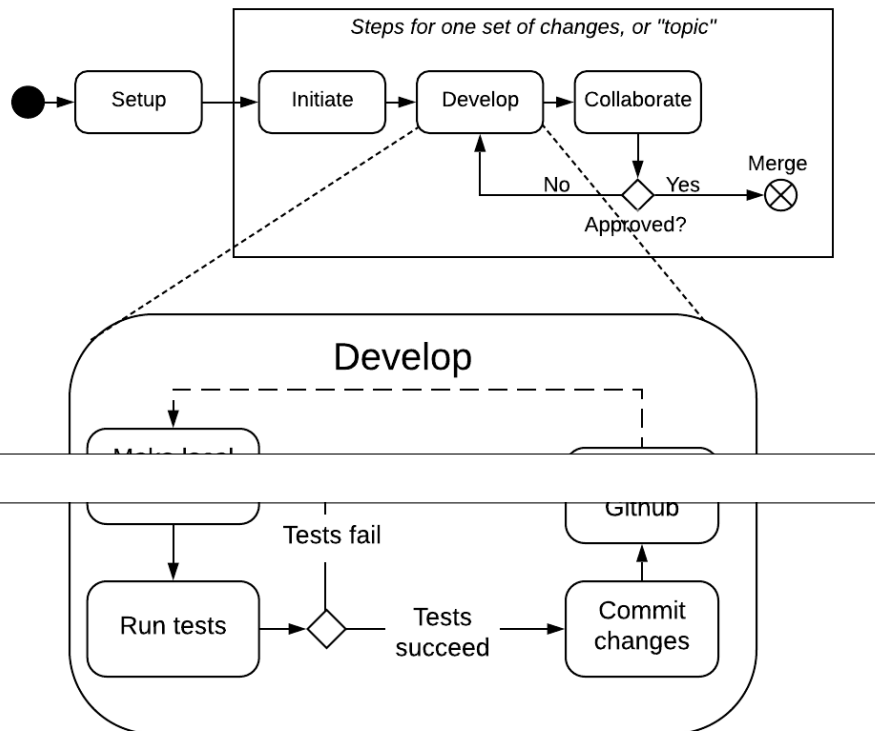 Steps for one set of changes, or "topic"
Setup
Initiate
Develop
Collaborate
Merge
No
Yes
Approved?
Develop
Github
Tests fail
Run tests
Tests
succeed
Commit
changes